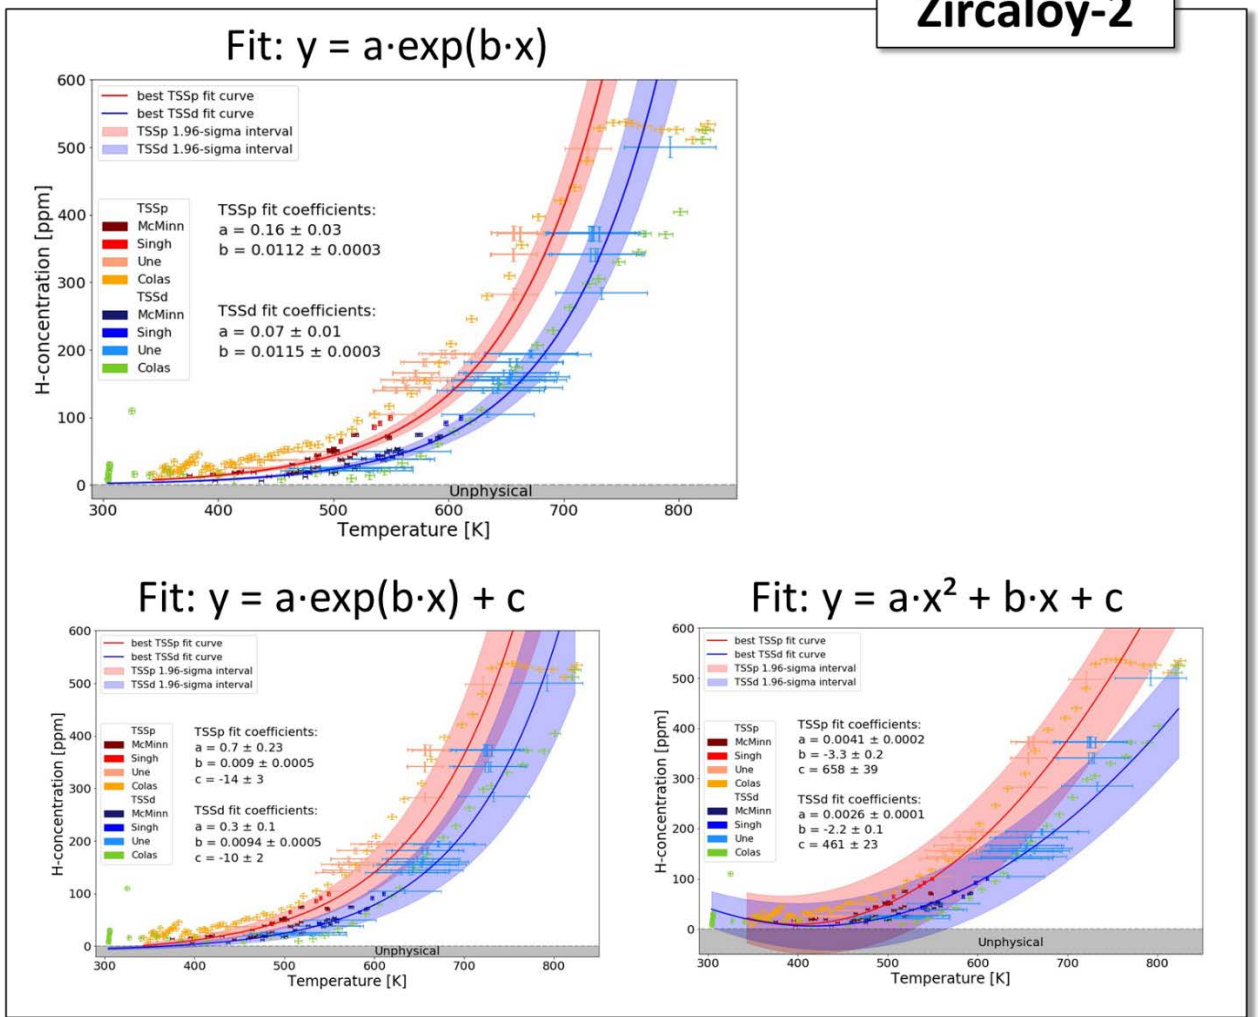 Zircaloy-2
Fit: y = a·exp(b·x)
600
500
400
300
200
100
0
H-concentration [ppm]
best TSSp fit curve
best TSSd fit curve
TSSp 1.96-sigma interval
TSSd 1.96-sigma interval
TSSp
McMinn
Singh
Une
Colas
TSSd
McMinn
Singh
Une
Colas
TSSp fit coefficients:
a = 0.16 ± 0.03
b = 0.0112 ± 0.0003
TSSd fit coefficients:
a = 0.07 ± 0.01
b = 0.0115 ± 0.0003
Unphysical
300 400 500 600 700 800
Temperature [K]
Fit: y = a·exp(b·x) + c
600
500
400
300
200
100
0
H-concentration [ppm]
best TSSp fit curve
best TSSd fit curve
TSSp 1.96-sigma interval
TSSd 1.96-sigma interval
TSSp
McMinn
Singh
Une
Colas
TSSd
McMinn
Singh
Une
Colas
TSSp fit coefficients:
a = 0.7 ± 0.23
b = 0.009 ± 0.0005
c = -14 ± 3
TSSd fit coefficients:
a = 0.3 ± 0.1
b = 0.0094 ± 0.0005
c = -10 ± 2
Unphysical
300 400 500 600 700 800
Temperature [K]
Fit: y = a·x² + b·x + c
600
500
400
300
200
100
0
H-concentration [ppm]
best TSSp fit curve
best TSSd fit curve
TSSp 1.96-sigma interval
TSSd 1.96-sigma interval
TSSp
McMinn
Singh
Une
Colas
TSSd
McMinn
Singh
Une
Colas
TSSp fit coefficients:
a = 0.0041 ± 0.0002
b = -3.3 ± 0.2
c = 658 ± 39
TSSd fit coefficients:
a = 0.0026 ± 0.0001
b = -2.2 ± 0.1
c = 461 ± 23
Unphysical
300 400 500 600 700 800
Temperature [K]